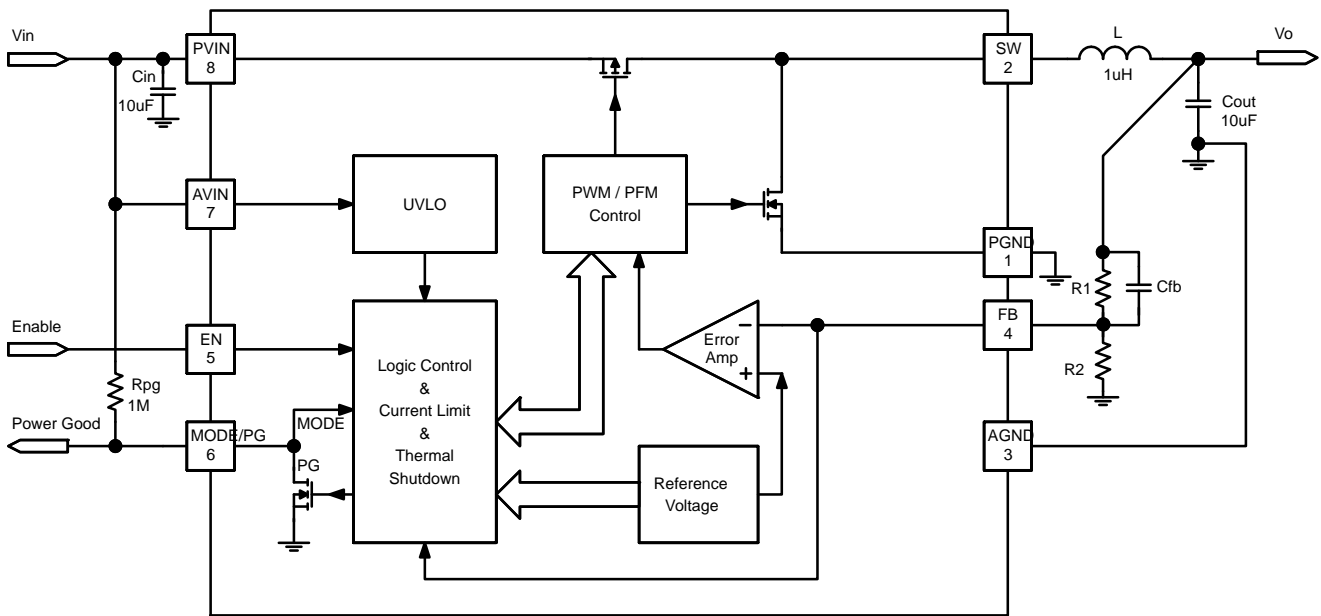 Vin
PVIN
8
Cin
10uF
SW
2
L
1uH
Vo
Cout
10uF
AVIN
7
UVLO
PWM / PFM
Control
PGND
1
R1
Cfb
Enable
EN
5
Error
Amp
−
+
FB
4
R2
Rpg
1M
Logic Control
&
Current Limit
&
Thermal
Shutdown
Power Good
MODE/PG
6
MODE
PG
Reference
Voltage
AGND
3